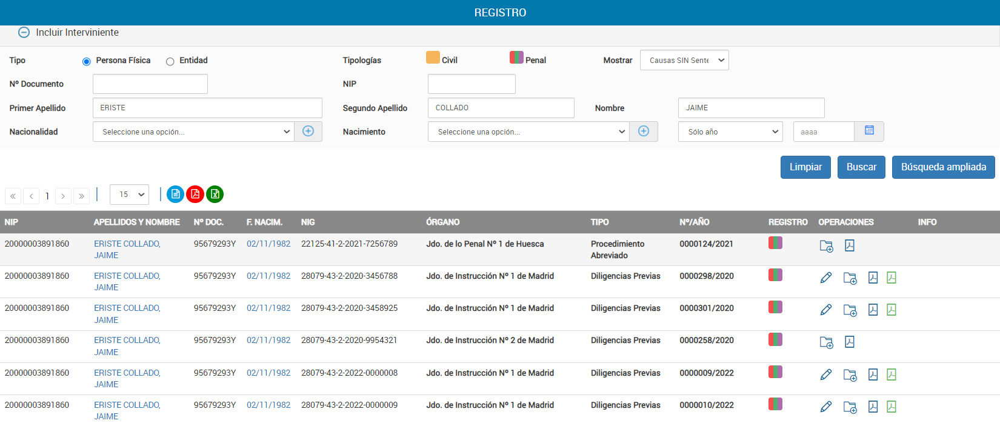 REGISTRO
Incluir Interviniente
Tipo Persona Física Entidad Tipologías Civil Penal Mostrar Causas SIN Sente
Nº Documento NIP
Primer Apellido ERISTE Segundo Apellido COLLADO Nombre JAIME
Nacionalidad Seleccione una opción... Nacimiento Seleccione una opción... Sólo año aaaa
Limpiar Buscar Búsqueda ampliada
« < 1 > » 15
NIP APELLIDOS Y NOMBRE Nº DOC. F. NACIM. NIG ÓRGANO TIPO Nº/AÑO REGISTRO OPERACIONES INFO
20000003891860 ERISTE COLLADO, 95679293Y 02/11/1982 22125-41-2-2021-7256789 Jdo. de lo Penal Nº 1 de Huesca Procedimiento 0000124/2021
JAIME Abreviado
20000003891860 ERISTE COLLADO, 95679293Y 02/11/1982 28079-43-2-2020-3456788 Jdo. de Instrucción Nº 1 de Madrid Diligencias Previas 0000298/2020
JAIME
20000003891860 ERISTE COLLADO, 95679293Y 02/11/1982 28079-43-2-2020-3458925 Jdo. de Instrucción Nº 1 de Madrid Diligencias Previas 0000301/2020
JAIME
20000003891860 ERISTE COLLADO, 95679293Y 02/11/1982 28079-43-2-2020-9954321 Jdo. de Instrucción Nº 2 de Madrid Diligencias Previas 0000258/2020
JAIME
20000003891860 ERISTE COLLADO, 95679293Y 02/11/1982 28079-43-2-2022-0000008 Jdo. de Instrucción Nº 1 de Madrid Diligencias Previas 0000009/2022
JAIME
20000003891860 ERISTE COLLADO, 95679293Y 02/11/1982 28079-43-2-2022-0000009 Jdo. de Instrucción Nº 1 de Madrid Diligencias Previas 0000010/2022
JAIME